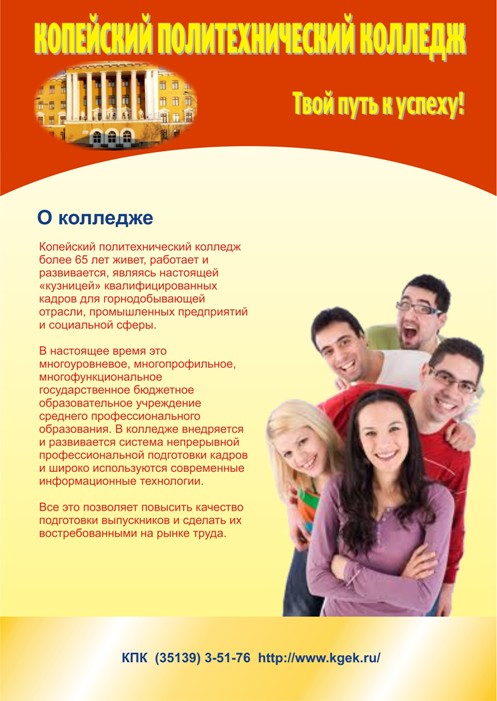 КОПЕЙСКИЙ ПОЛИТЕХНИЧЕСКИЙ КОЛЛЕДЖ
Твой путь к успеху!
О колледже
Копейский политехнический колледж
более 65 лет живет, работает и
развивается, являясь настоящей
«кузницей» квалифицированных
кадров для горнодобывающей
отрасли, промышленных предприятий
и социальной сферы.
В настоящее время это
многоуровневое, многопрофильное,
многофункциональное
государственное бюджетное
образовательное учреждение
среднего профессионального
образования. В колледже внедряется
и развивается система непрерывной
профессиональной подготовки кадров
и широко используются современные
информационные технологии.
Все это позволяет повысить качество
подготовки выпускников и сделать их
востребованными на рынке труда.
КПК (35139) 3-51-76 http://www.kgek.ru/